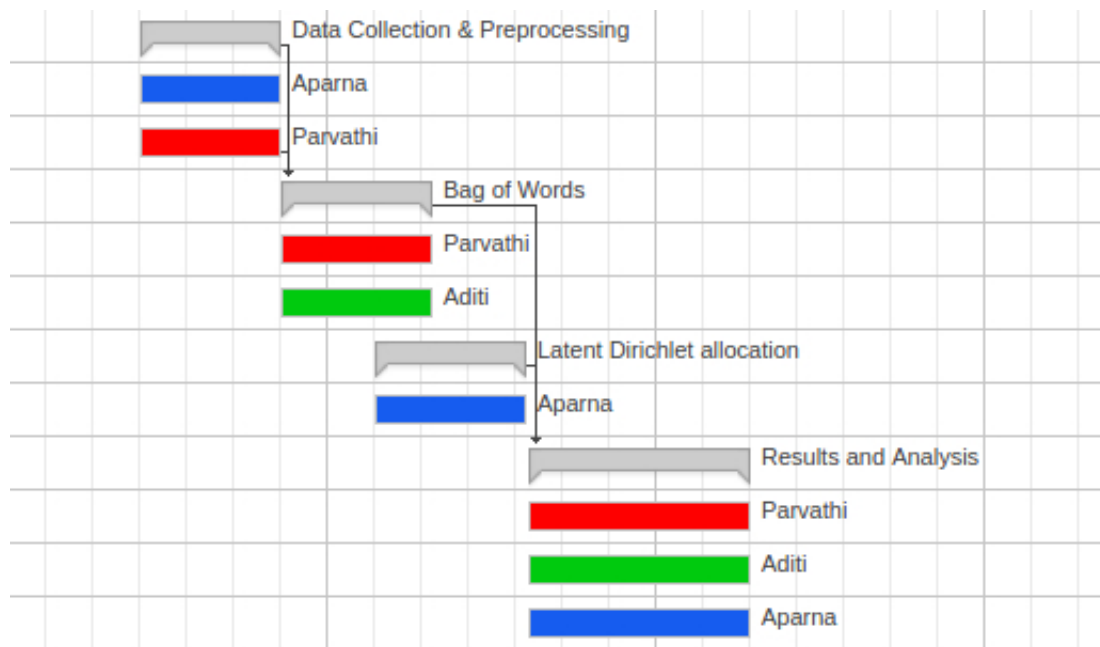 Data Collection & Preprocessing
Aparna
Parvathi
Bag of Words
Parvathi
Aditi
Latent Dirichlet allocation
Aparna
Results and Analysis
Parvathi
Aditi
Aparna